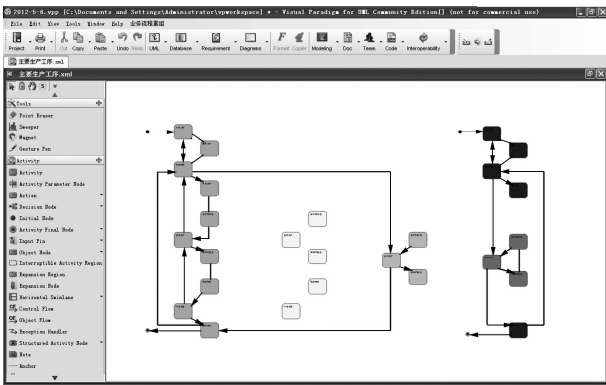 2012-5-6.vpp [C:\Documents and Settings\Administrator\vpworkspace] * - Visual Paradigm for UML Community Edition[] (not for commercial use)
File Edit View Tools Window Help 业务流程重组
Project Print Cut Copy Paste Undo Redo UML Database Requirement Diagrams Format Copier Modeling Doc Team Code Interoperability
主要生产工序.xml
主要生产工序.xml
Tools
Point Eraser
Sweeper
Magnet
Gesture Pen
Activity
Activity
Activity Parameter Node
Action
Decision Node
Initial Node
Activity Final Node
Input Pin
Object Node
Interruptible Activity Region
Expansion Region
Expansion Node
Horizontal Swimlane
Control Flow
Object Flow
Exception Handler
Structured Activity Node
Note
Anchor